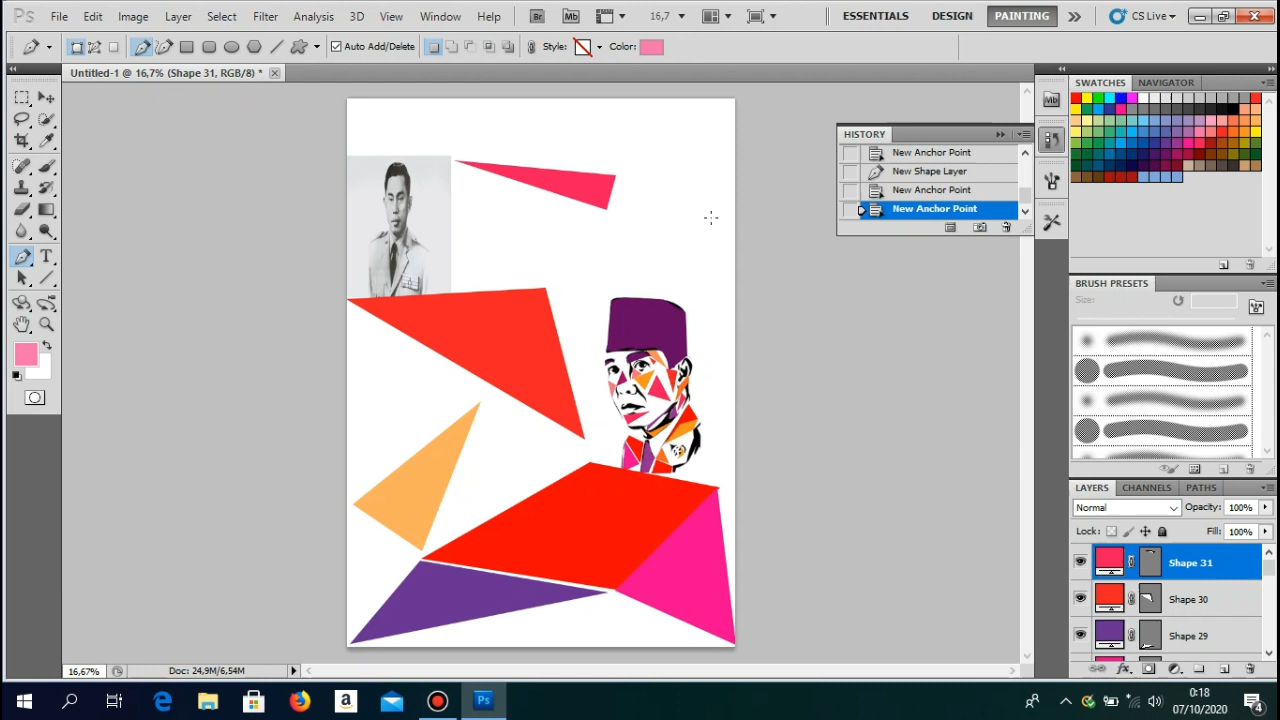 Ps
File Edit Image Layer Select Filter Analysis 3D View Window Help
Br Mb 16,7
ESSENTIALS DESIGN PAINTING
CS Live
Auto Add/Delete
Style:
Color:
Untitled-1 @ 16,7% (Shape 31, RGB/8) *
SWATCHES NAVIGATOR
Mb
HISTORY
New Anchor Point
New Shape Layer
New Anchor Point
New Anchor Point
T
BRUSH PRESETS
Size:
LAYERS CHANNELS PATHS
Normal Opacity: 100%
Lock: Fill: 100%
Shape 31
Shape 30
Shape 29
16,67% Doc: 24,9M/6,54M
a
Ps
0:18
07/10/2020
4